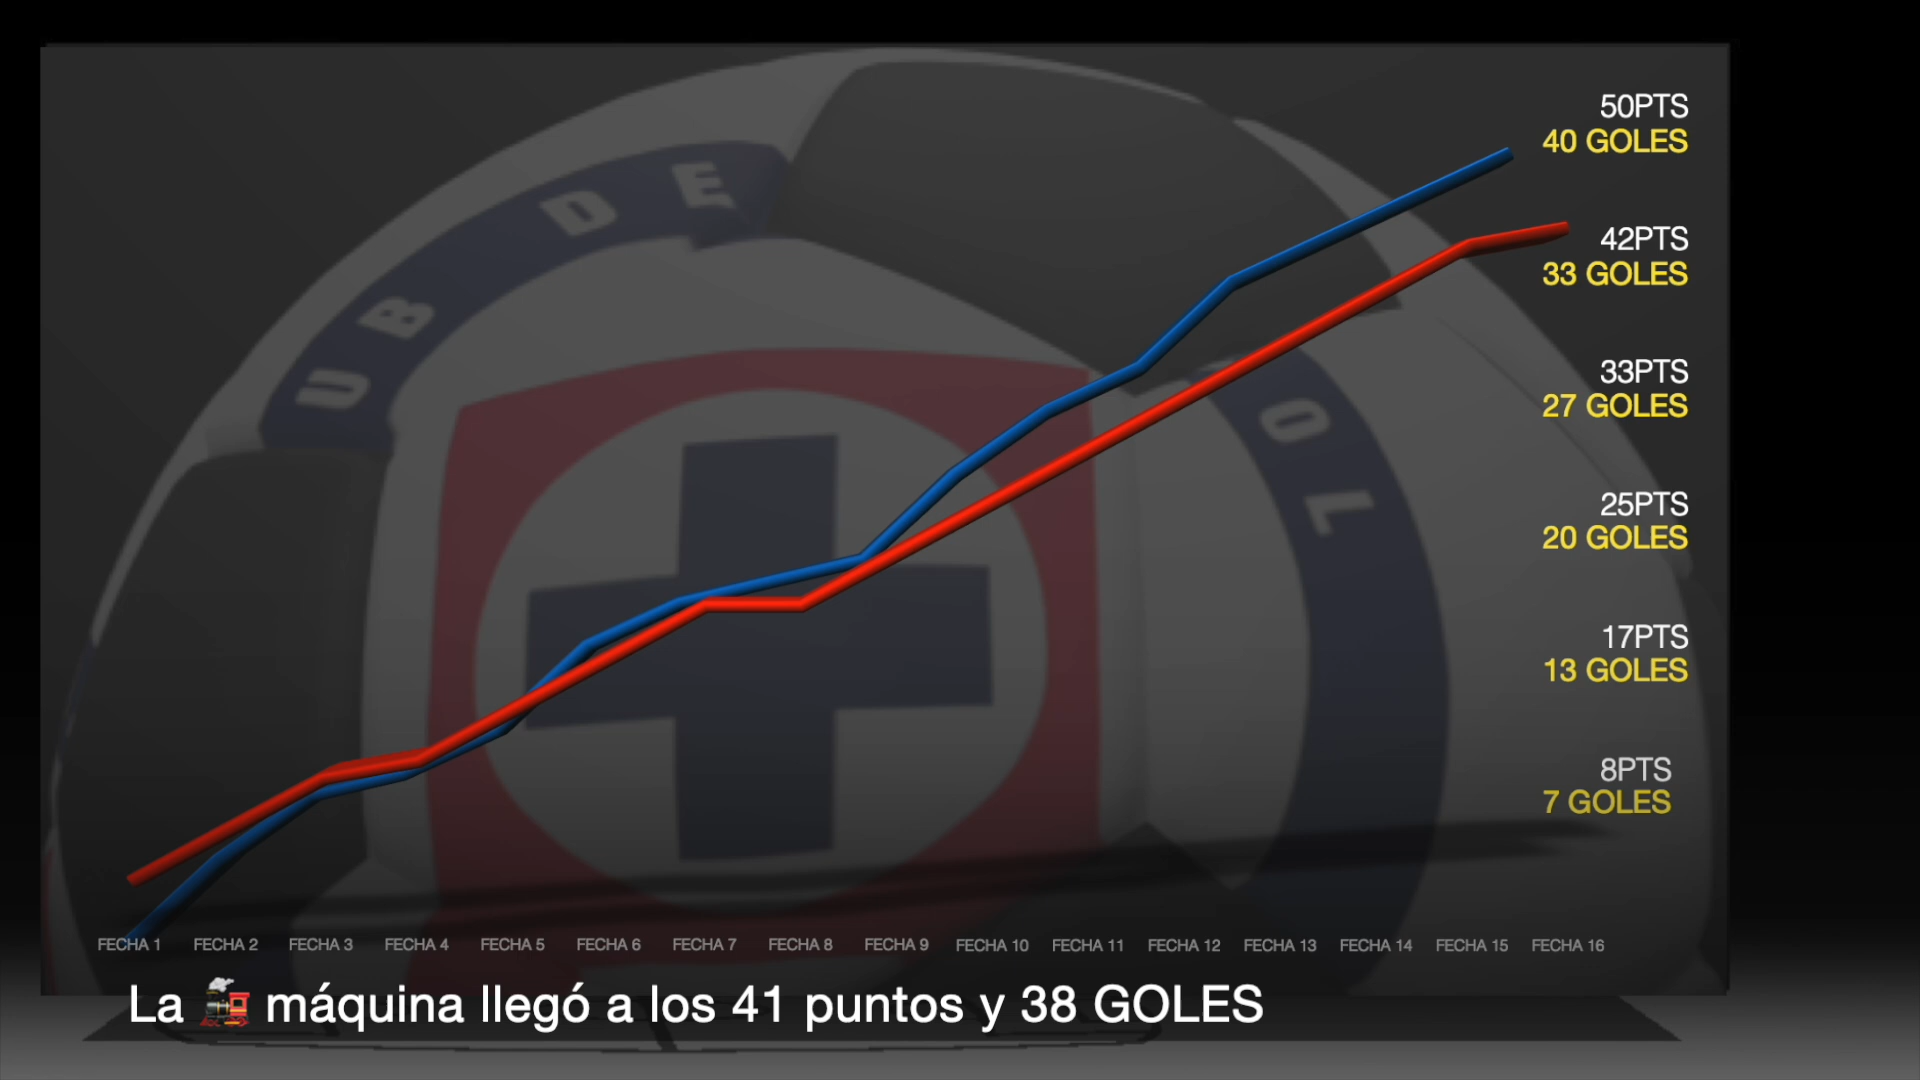 50PTS
40 GOLES
42PTS
33 GOLES
33PTS
27 GOLES
25PTS
20 GOLES
17PTS
13 GOLES
8PTS
7 GOLES
UB DE
OL
FECHA 1 FECHA 2 FECHA 3 FECHA 4 FECHA 5 FECHA 6 FECHA 7 FECHA 8 FECHA 9 FECHA 10 FECHA 11 FECHA 12 FECHA 13 FECHA 14 FECHA 15 FECHA 16
La 🚂 máquina llegó a los 41 puntos y 38 GOLES